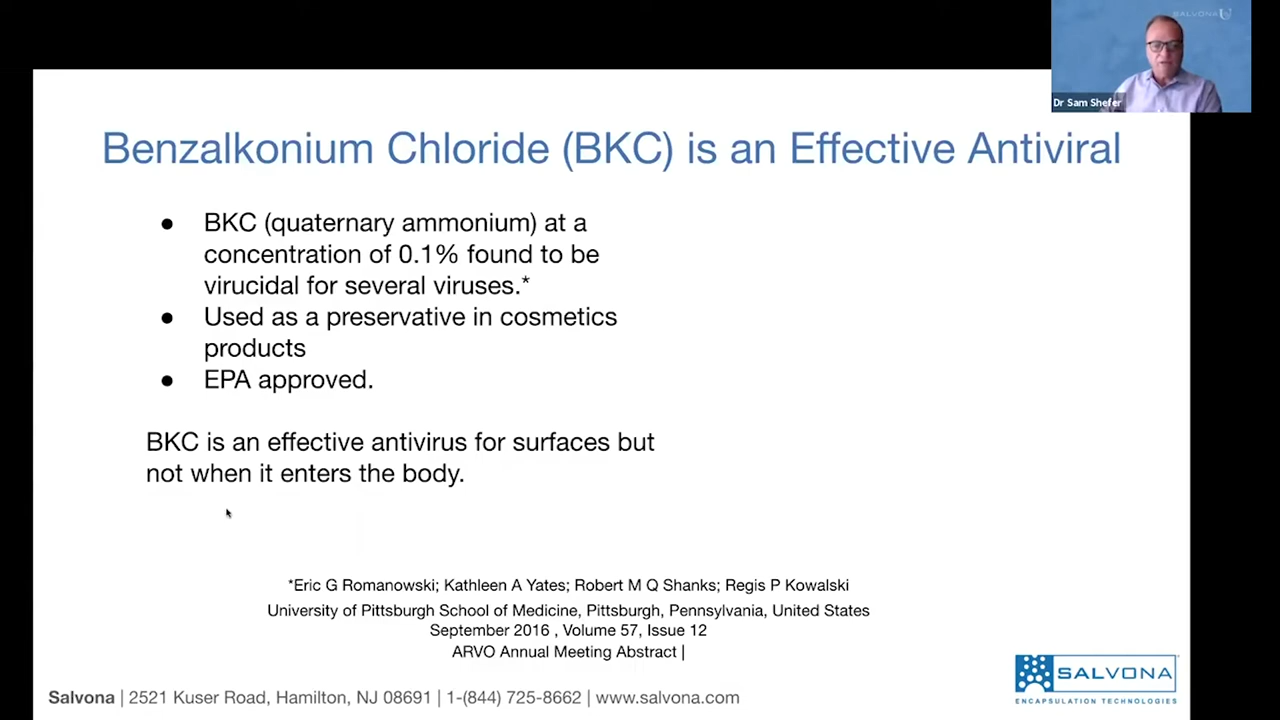 SALVONA
Dr Sam Shefer
Benzalkonium Chloride (BKC) is an Effective Antiviral
● BKC (quaternary ammonium) at a
concentration of 0.1% found to be
virucidal for several viruses.*
● Used as a preservative in cosmetics
products
● EPA approved.
BKC is an effective antivirus for surfaces but
not when it enters the body.
*Eric G Romanowski; Kathleen A Yates; Robert M Q Shanks; Regis P Kowalski
University of Pittsburgh School of Medicine, Pittsburgh, Pennsylvania, United States
September 2016 , Volume 57, Issue 12
ARVO Annual Meeting Abstract |
Salvona | 2521 Kuser Road, Hamilton, NJ 08691 | 1-(844) 725-8662 | www.salvona.com
SALVONA
ENCAPSULATION TECHNOLOGIES